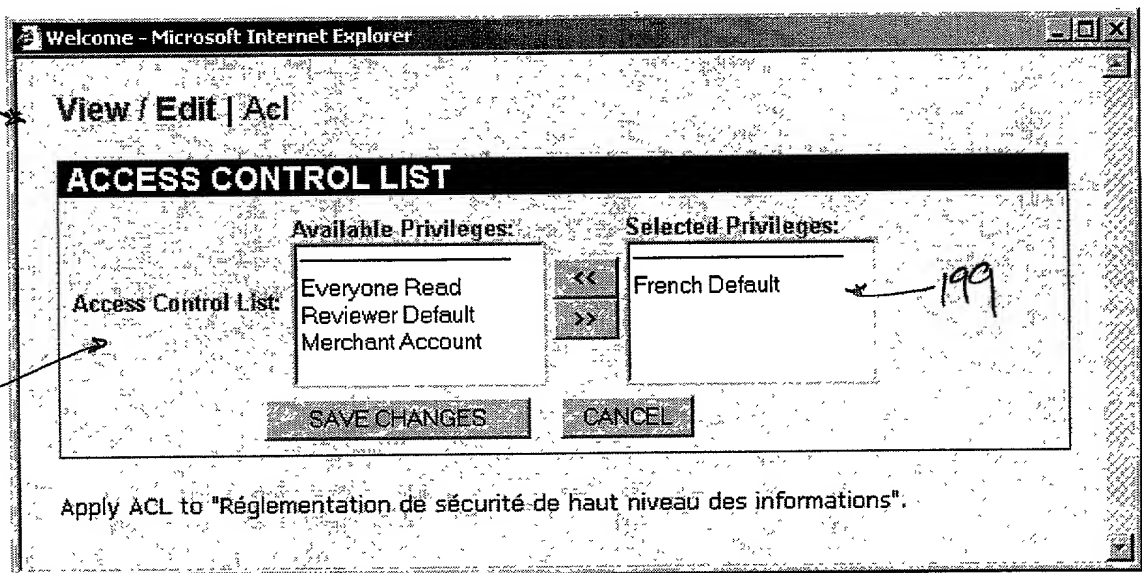 Welcome - Microsoft Internet Explorer
View / Edit | Acl
ACCESS CONTROL LIST
Available Privileges:
Selected Privileges:
Access Control List:
Everyone Read
Reviewer Default
Merchant Account
<<
>>
French Default
199
SAVE CHANGES
CANCEL
Apply ACL to "Réglementation de sécurité de haut niveau des informations".